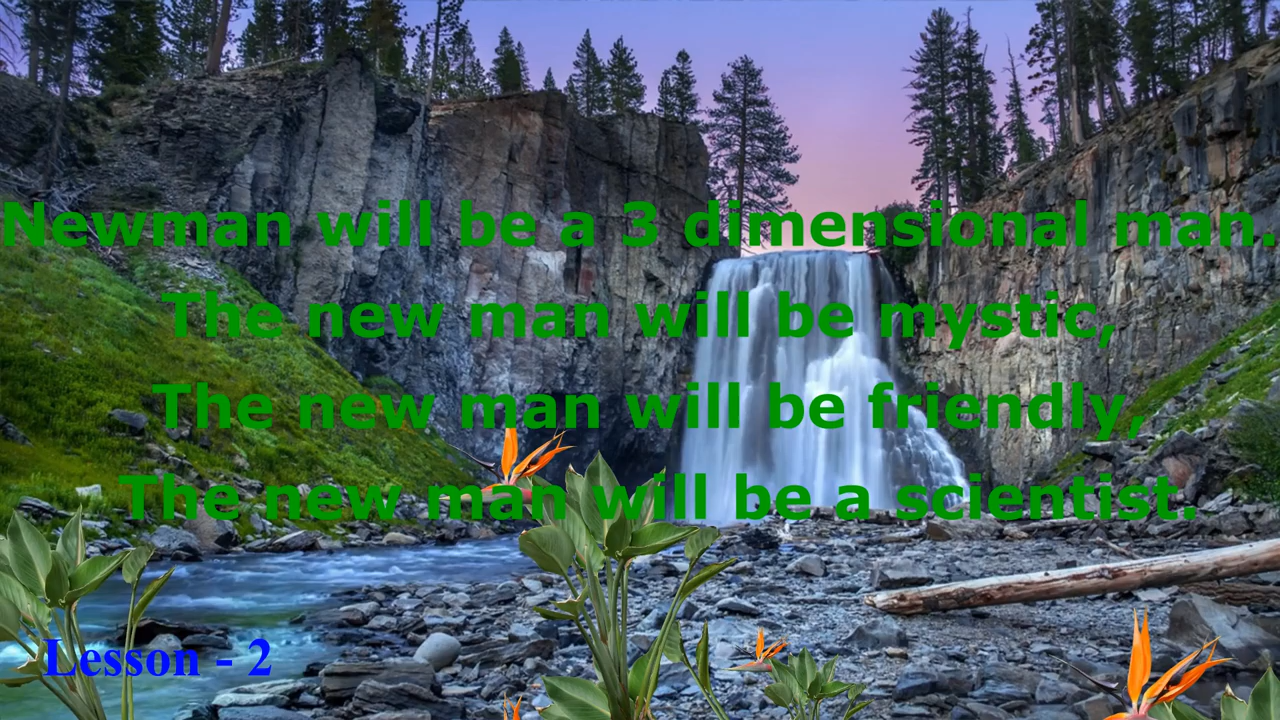 Newman will be a 3 dimensional man.
The new man will be mystic,
The new man will be friendly,
The new man will be a scientist.
Lesson - 2